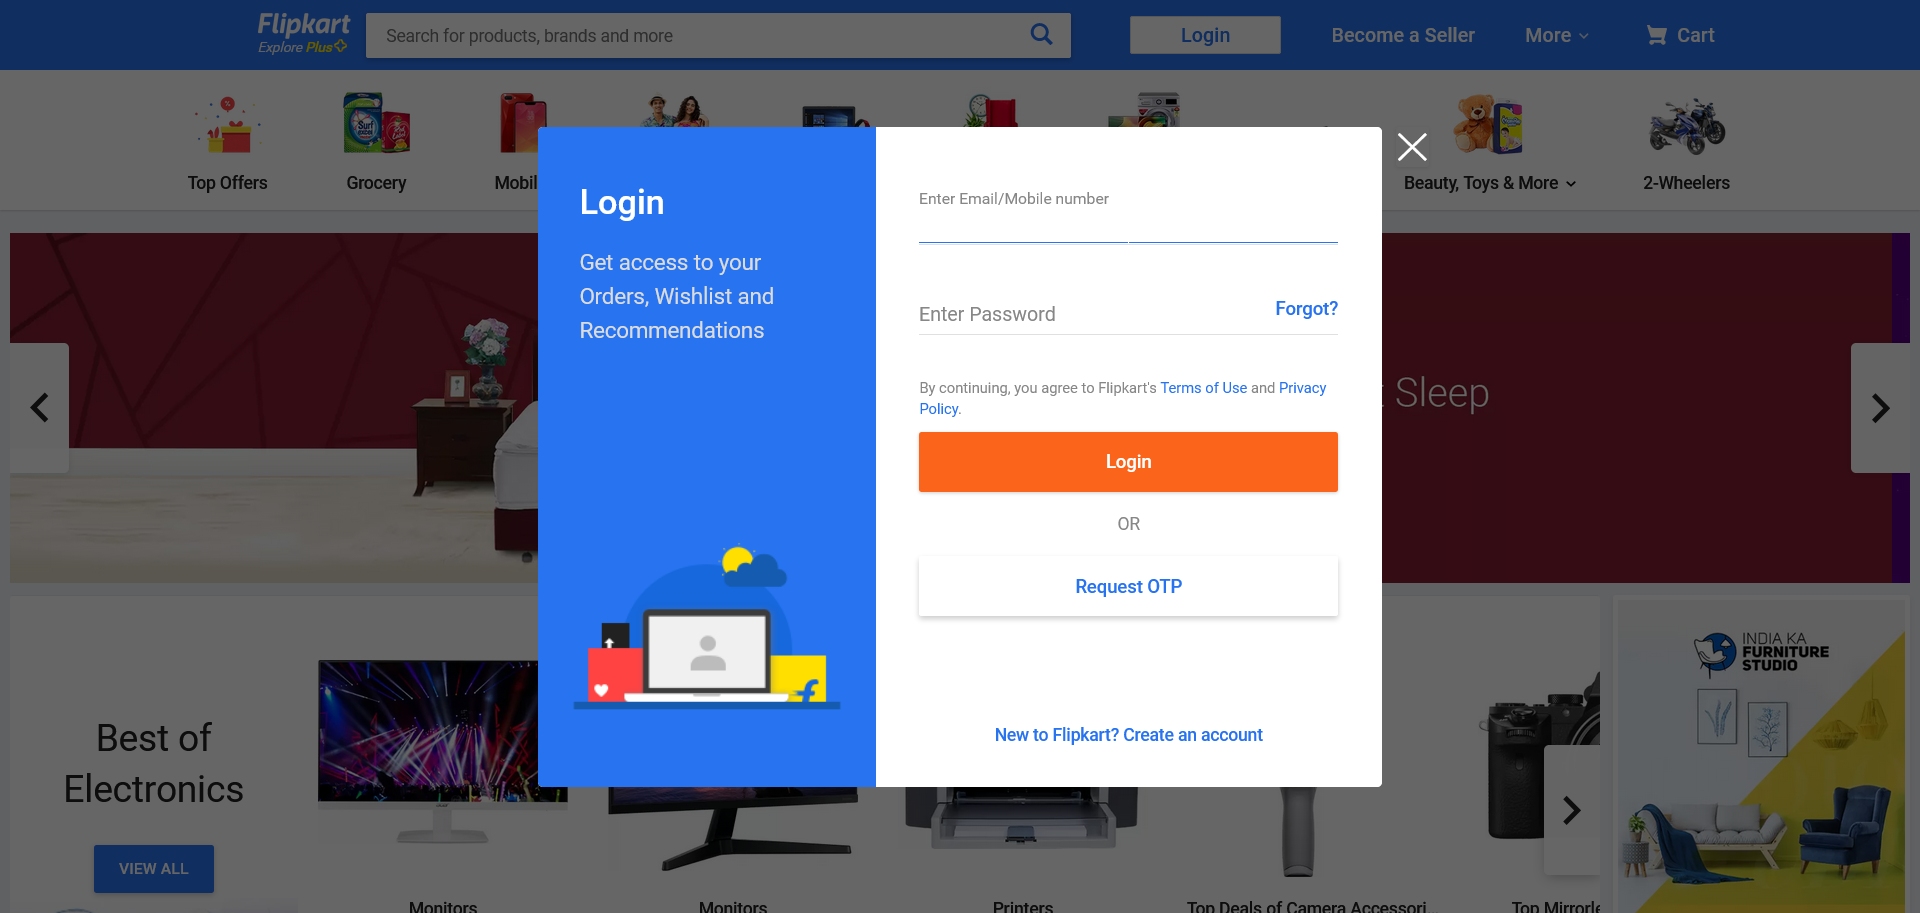 Flipkart
Explore Plus
Search for products, brands and more
Login
Become a Seller
More
Cart
Top Offers
Grocery
Beauty, Toys & More
2-Wheelers
Login
Get access to your
Orders, Wishlist and
Recommendations
Enter Email/Mobile number
Enter Password
Forgot?
By continuing, you agree to Flipkart's Terms of Use and Privacy
Policy.
Login
OR
Request OTP
New to Flipkart? Create an account
Sleep
Best of
Electronics
VIEW ALL
Monitors
Monitors
Printers
Top Deals of Camera Accessori...
INDIA KA
FURNITURE
STUDIO